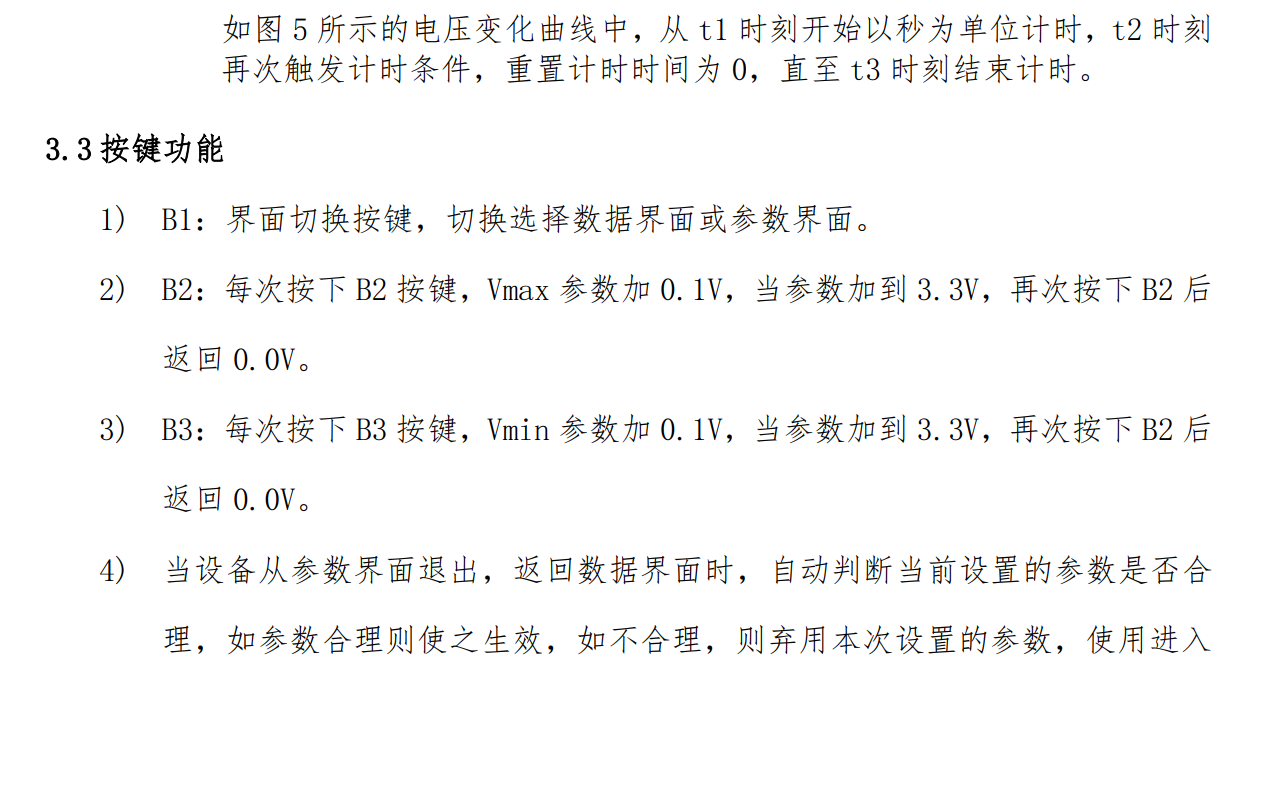 如图 5 所示的电压变化曲线中，从 t1 时刻开始以秒为单位计时，t2 时刻
再次触发计时条件，重置计时时间为 0，直至 t3 时刻结束计时。
3.3 按键功能
1) B1：界面切换按键，切换选择数据界面或参数界面。
2) B2：每次按下 B2 按键，Vmax 参数加 0.1V，当参数加到 3.3V，再次按下 B2 后
返回 0.0V。
3) B3：每次按下 B3 按键，Vmin 参数加 0.1V，当参数加到 3.3V，再次按下 B2 后
返回 0.0V。
4) 当设备从参数界面退出，返回数据界面时，自动判断当前设置的参数是否合
理，如参数合理则使之生效，如不合理，则弃用本次设置的参数，使用进入